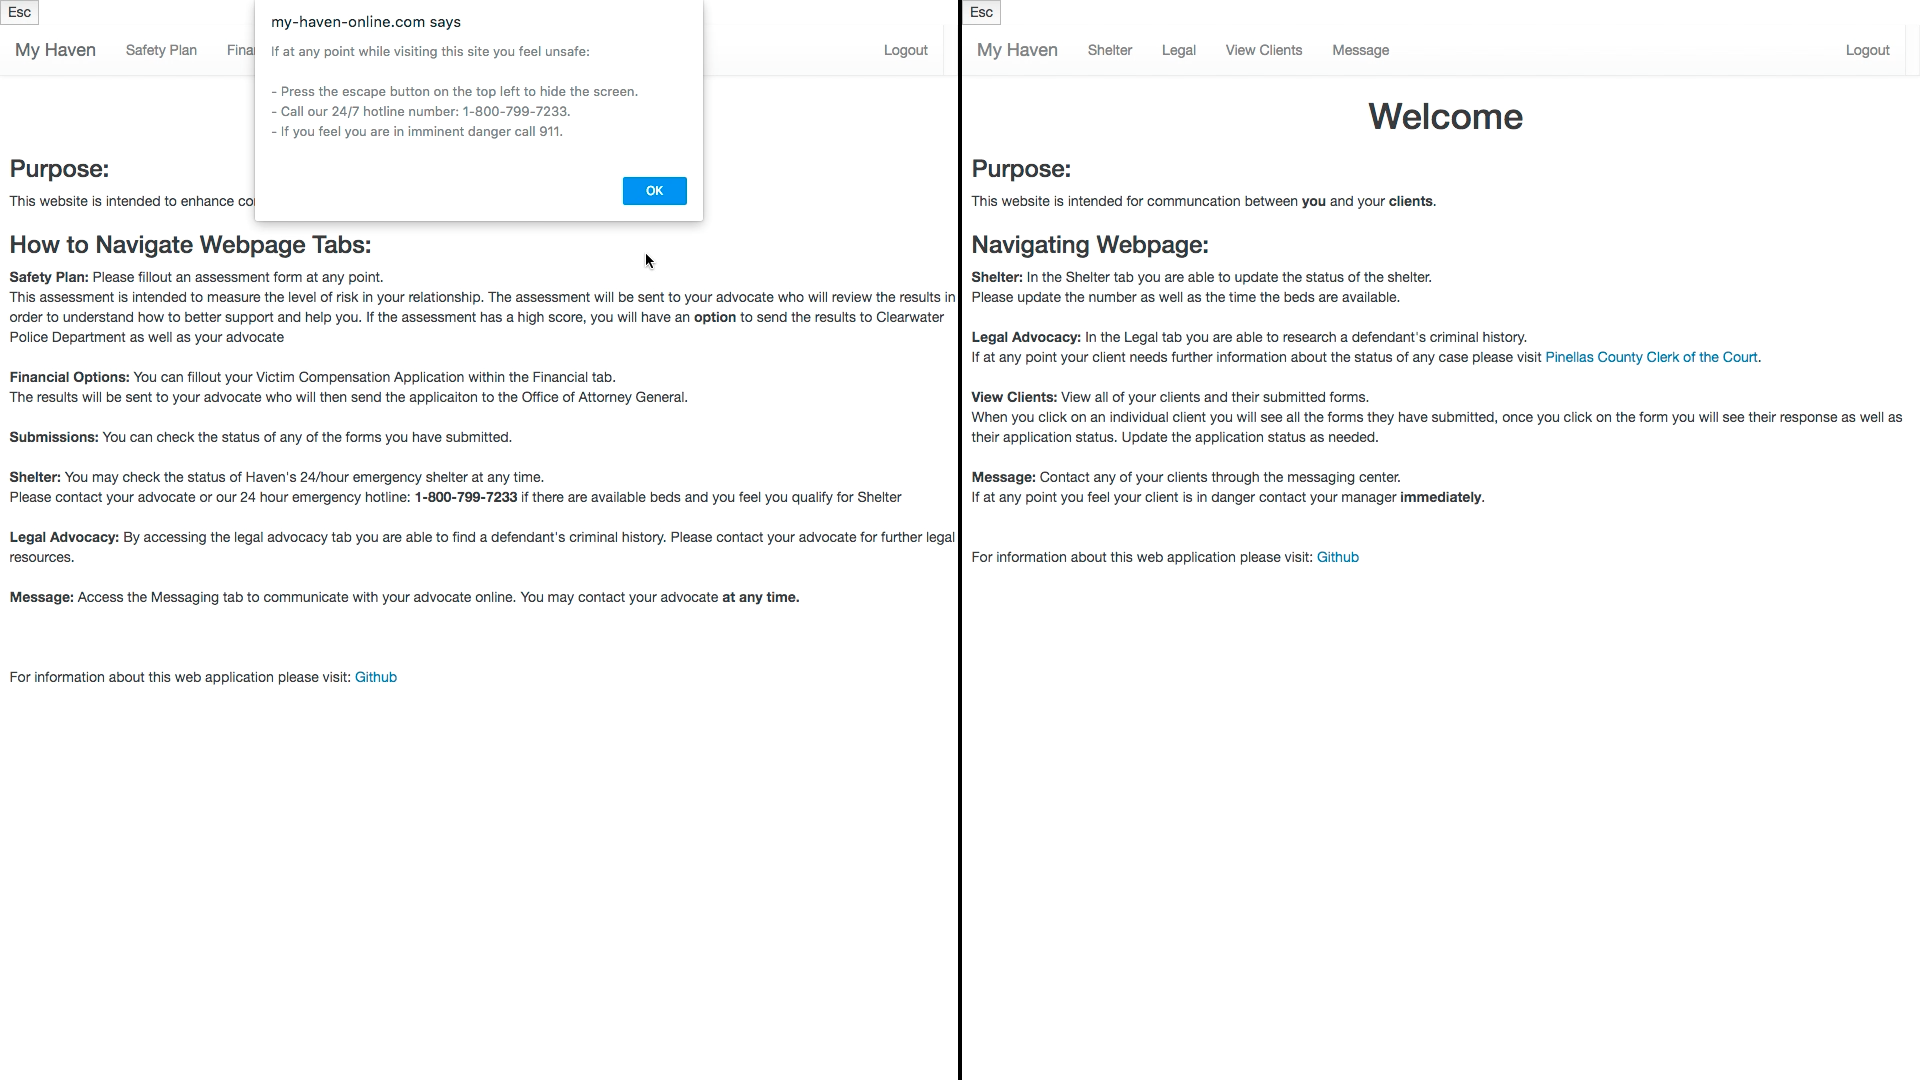 Esc
My Haven Safety Plan Logout
my-haven-online.com says
If at any point while visiting this site you feel unsafe:
- Press the escape button on the top left to hide the screen.
- Call our 24/7 hotline number: 1-800-799-7233.
- If you feel you are in imminent danger call 911.
OK
Purpose:
This website is intended to enhance
How to Navigate Webpage Tabs:
Safety Plan: Please fillout an assessment form at any point.
This assessment is intended to measure the level of risk in your relationship. The assessment will be sent to your advocate who will review the results in
order to understand how to better support and help you. If the assessment has a high score, you will have an option to send the results to Clearwater
Police Department as well as your advocate
Financial Options: You can fillout your Victim Compensation Application within the Financial tab.
The results will be sent to your advocate who will then send the applicaiton to the Office of Attorney General.
Submissions: You can check the status of any of the forms you have submitted.
Shelter: You may check the status of Haven's 24/hour emergency shelter at any time.
Please contact your advocate or our 24 hour emergency hotline: 1-800-799-7233 if there are available beds and you feel you qualify for Shelter
Legal Advocacy: By accessing the legal advocacy tab you are able to find a defendant's criminal history. Please contact your advocate for further legal
resources.
Message: Access the Messaging tab to communicate with your advocate online. You may contact your advocate at any time.
For information about this web application please visit: Github
Esc
My Haven Shelter Legal View Clients Message Logout
Welcome
Purpose:
This website is intended for communcation between you and your clients.
Navigating Webpage:
Shelter: In the Shelter tab you are able to update the status of the shelter.
Please update the number as well as the time the beds are available.
Legal Advocacy: In the Legal tab you are able to research a defendant's criminal history.
If at any point your client needs further information about the status of any case please visit Pinellas County Clerk of the Court.
View Clients: View all of your clients and their submitted forms.
When you click on an individual client you will see all the forms they have submitted, once you click on the form you will see their response as well as
their application status. Update the application status as needed.
Message: Contact any of your clients through the messaging center.
If at any point you feel your client is in danger contact your manager immediately.
For information about this web application please visit: Github